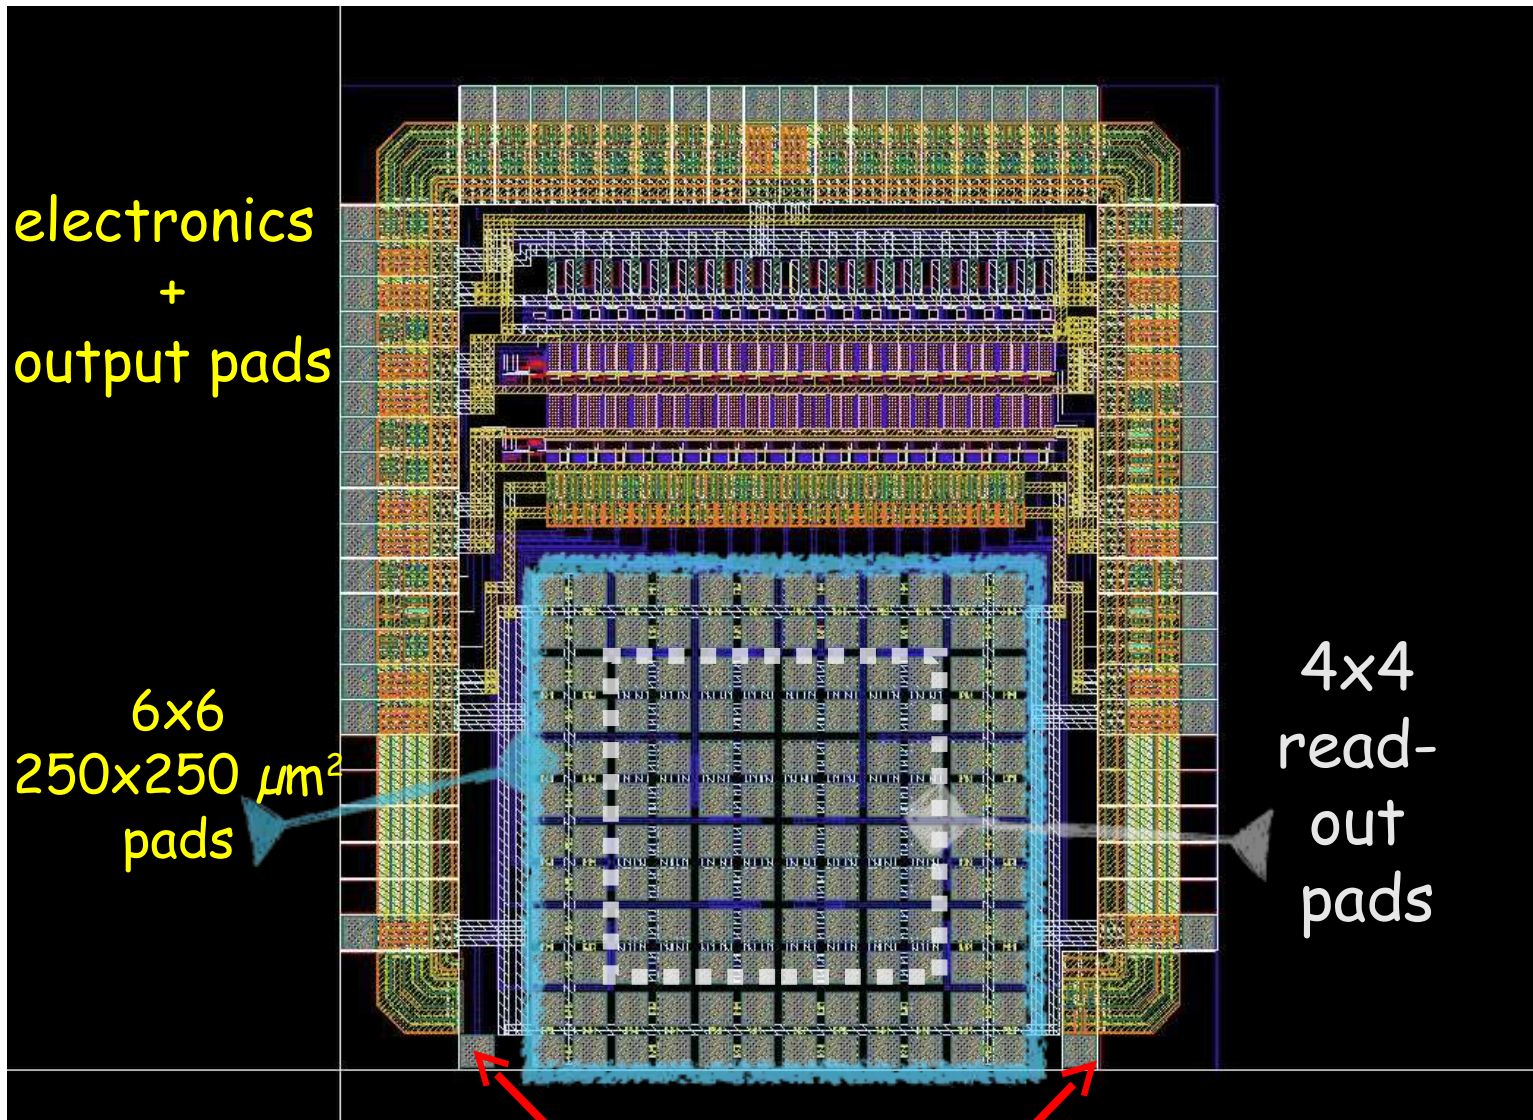 electronics
+
output pads
6x6
250x250 µm²
pads
4x4
read-
out
pads